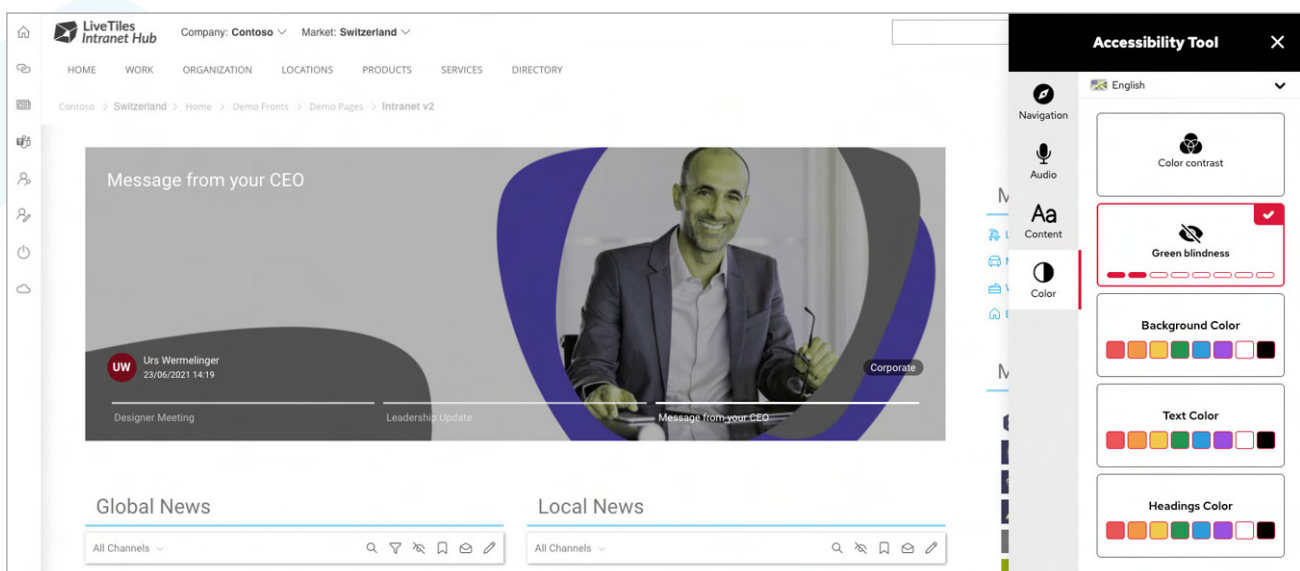 LiveTiles
Intranet Hub
Company: Contoso
Market: Switzerland
HOME
WORK
ORGANIZATION
LOCATIONS
PRODUCTS
SERVICES
DIRECTORY
Contoso > Switzerland > Home > Demo Fronts > Demo Pages > Intranet v2
Message from your CEO
UW
Urs Wermelinger
23/06/2021 14:19
Corporate
Designer Meeting
Leadership Update
Message from your CEO
Global News
All Channels
Local News
All Channels
Accessibility Tool
English
Navigation
Audio
Aa
Content
Color
Color contrast
Green blindness
Background Color
Text Color
Headings Color